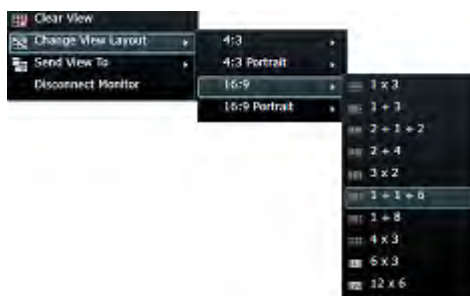 Clear View
Change View Layout
Send View To
Disconnect Monitor
4:3
4:3 Portrait
16:9
16:9 Portrait
1 x 3
1 + 3
2 + 1 + 2
2 + 4
3 x 2
1 + 1 + 6
1 + 8
4 x 3
6 x 3
12 x 6